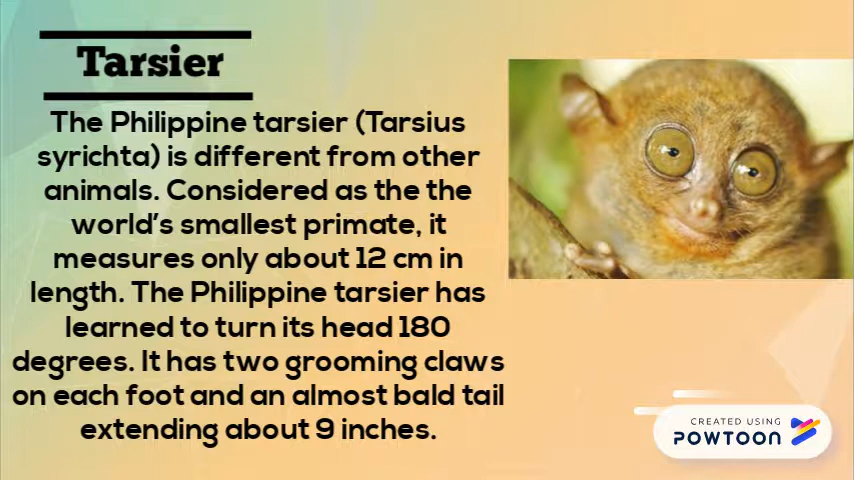 Tarsier
The Philippine tarsier (Tarsius
syrichta) is different from other
animals. Considered as the the
world's smallest primate, it
measures only about 12 cm in
length. The Philippine tarsier has
learned to turn its head 180
degrees. It has two grooming claws
on each foot and an almost bald tail
extending about 9 inches.
CREATED USING
POWTOON